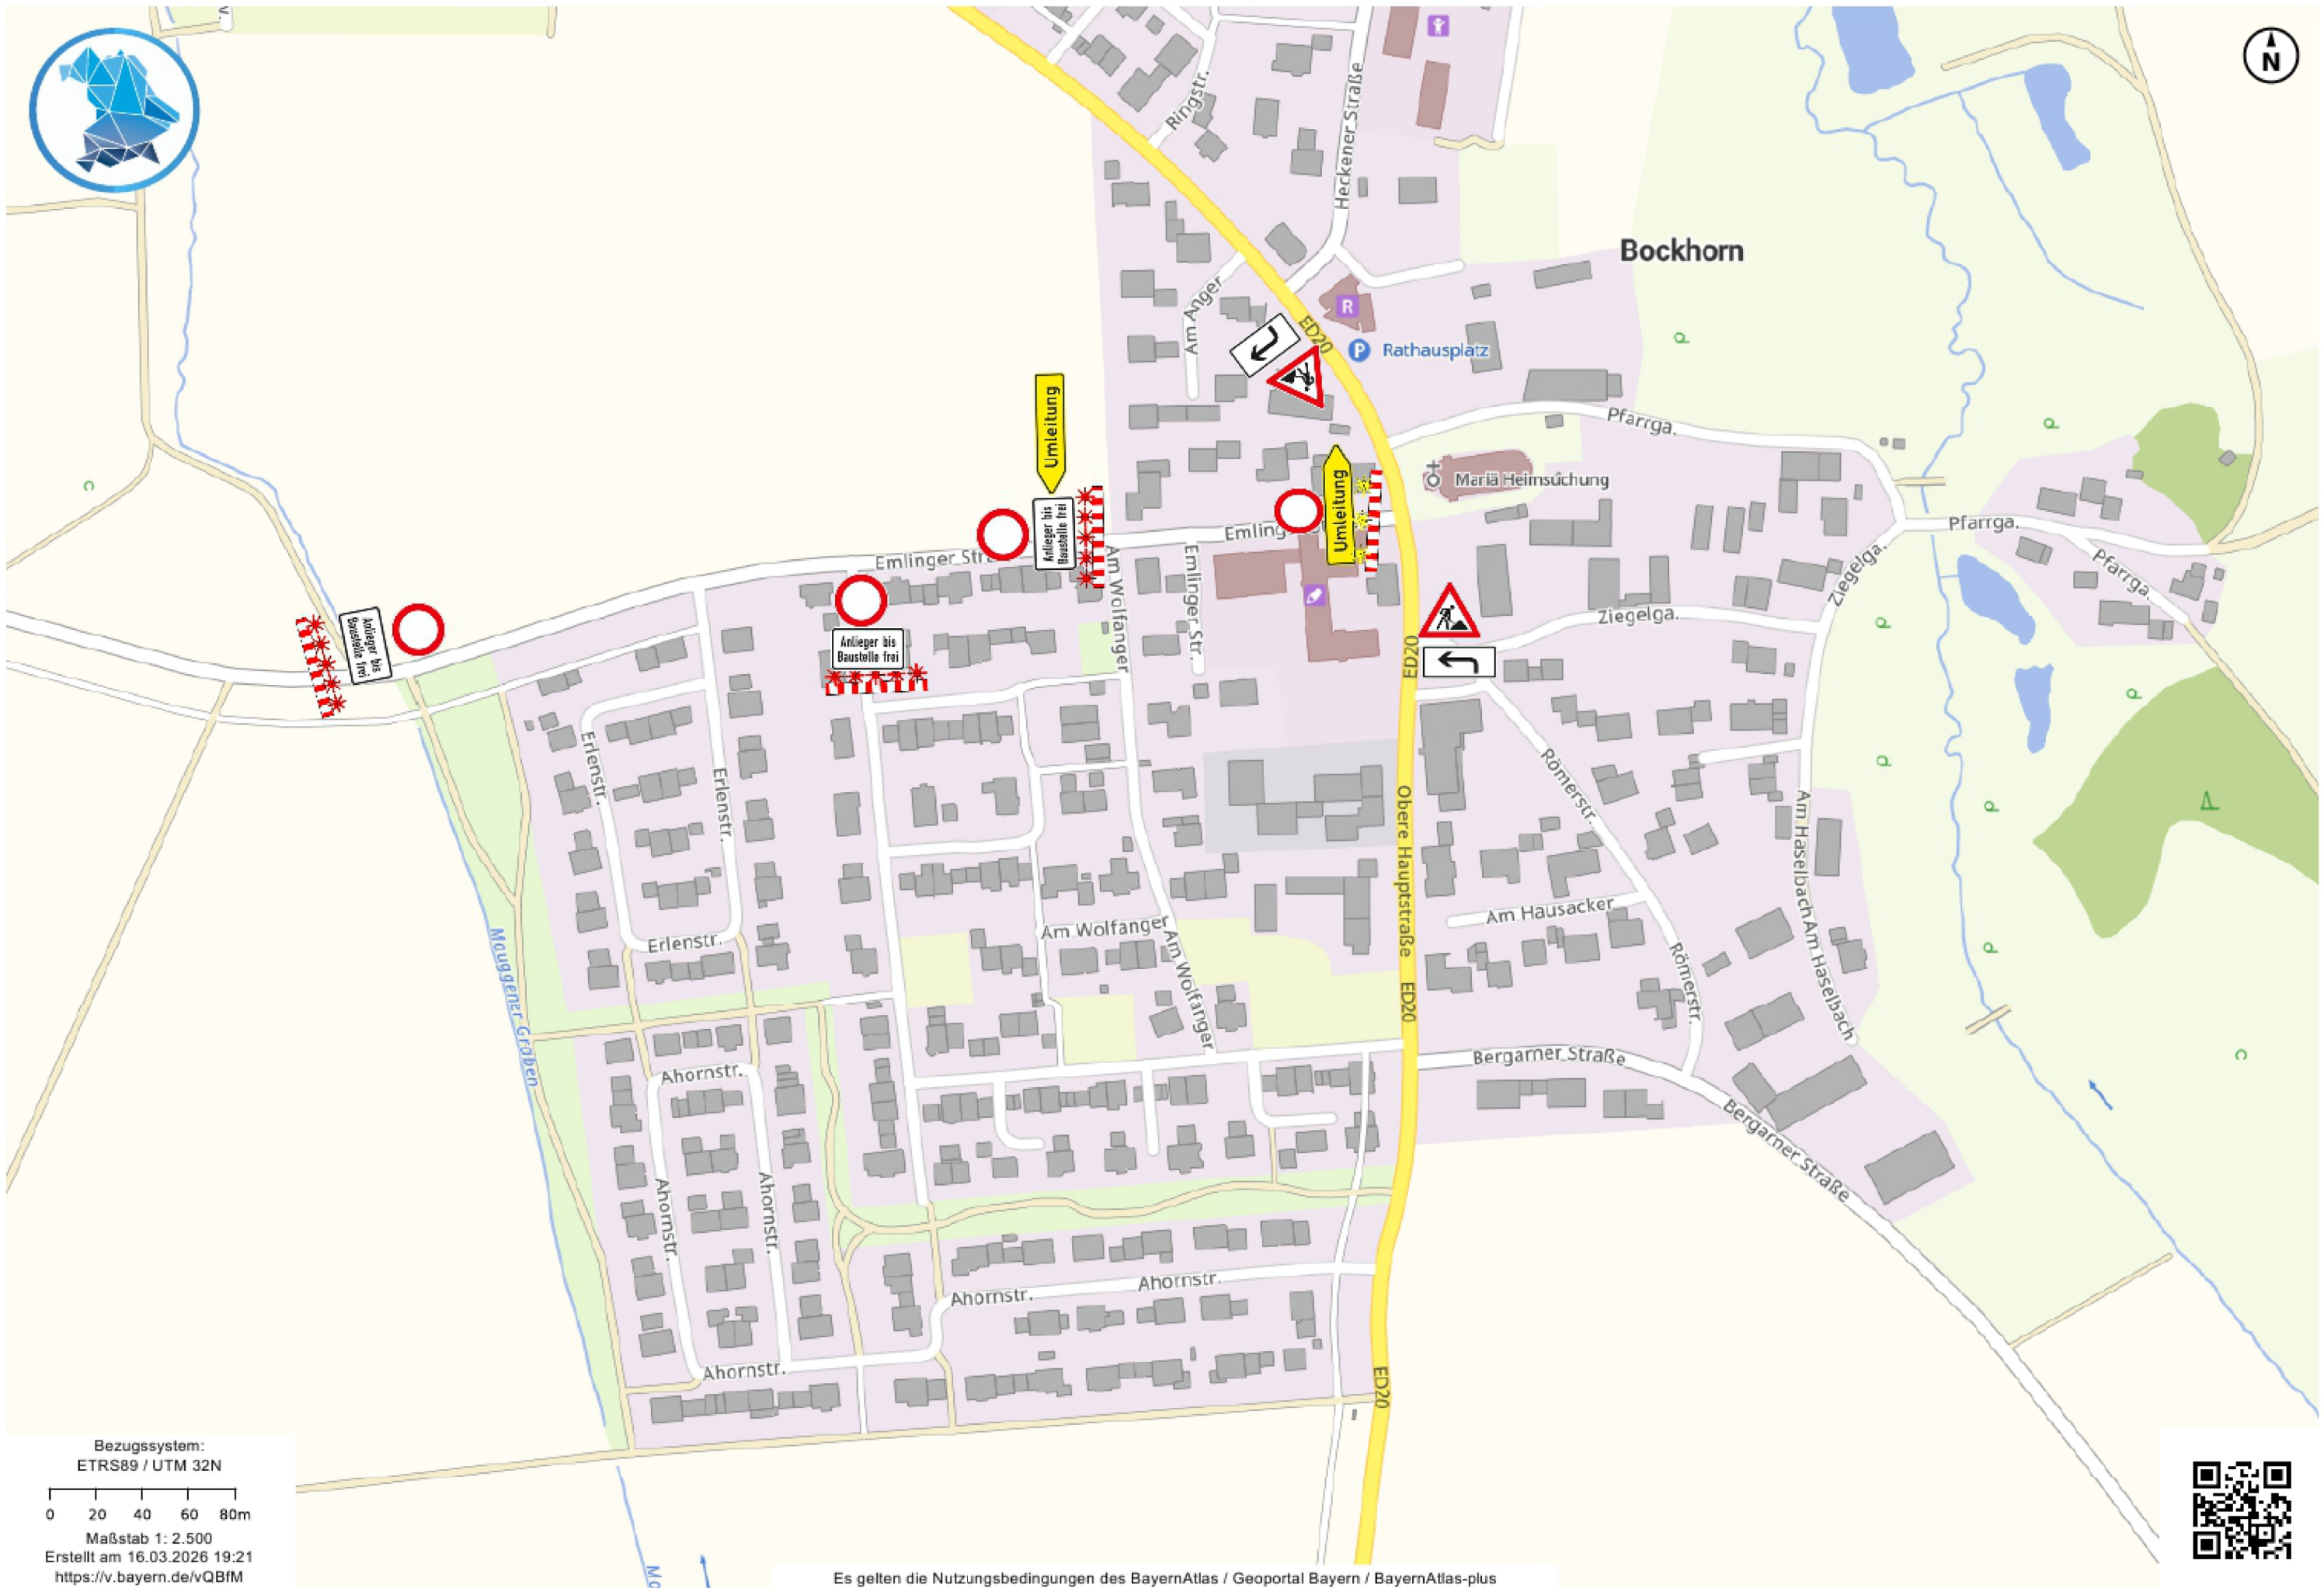 N
Ringstr.
Heckener Straße
Bockhorn
Am Anger
R
ED20
P
Rathausplatz
Umleitung
Pfarrga.
Mariä Heimsuchung
Umleitung
Anlieger bis
Baustelle frei
Emlinger Str
Emling
Pfarrga.
Pfarrga.
Ziegelga.
Ziegelga.
Am Wolfanger
Emlinger Str.
Anlieger bis
Baustelle frei
Anlieger bis
Baustelle frei
ED20
Erlenstr.
Erlenstr.
Erlenstr.
Römerstr.
Obere Hauptstraße
Am Haselbach
Am Hausacker
Am Wolfanger
Am Wolfanger
Römerstr.
Am Haselbach
Mauggener Graben
ED20
Bergarner Straße
Bergarner Straße
Ahornstr.
Ahornstr.
Ahornstr.
Ahornstr.
Ahornstr.
Ahornstr.
ED20
Bezugssystem:
ETRS89 / UTM 32N
0 20 40 60 80m
Maßstab 1: 2.500
Erstellt am 16.03.2026 19:21
https://v.bayern.de/vQBfM
Es gelten die Nutzungsbedingungen des BayernAtlas / Geoportal Bayern / BayernAtlas-plus